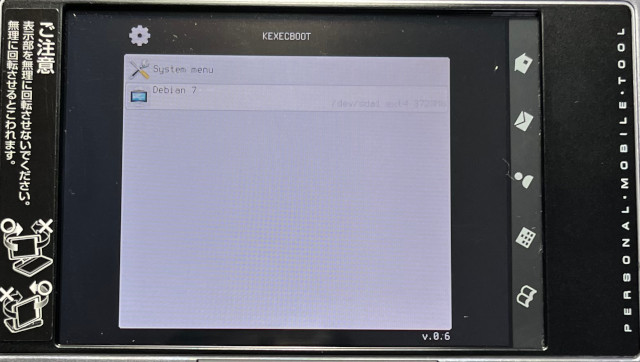 ご注意
表示部を無理に回転させないでください。
無理に回転させるとこわれます。
KEXECBOOT
System menu
Debian 7
v.0.6
PERSONAL・MOBILE・TOOL